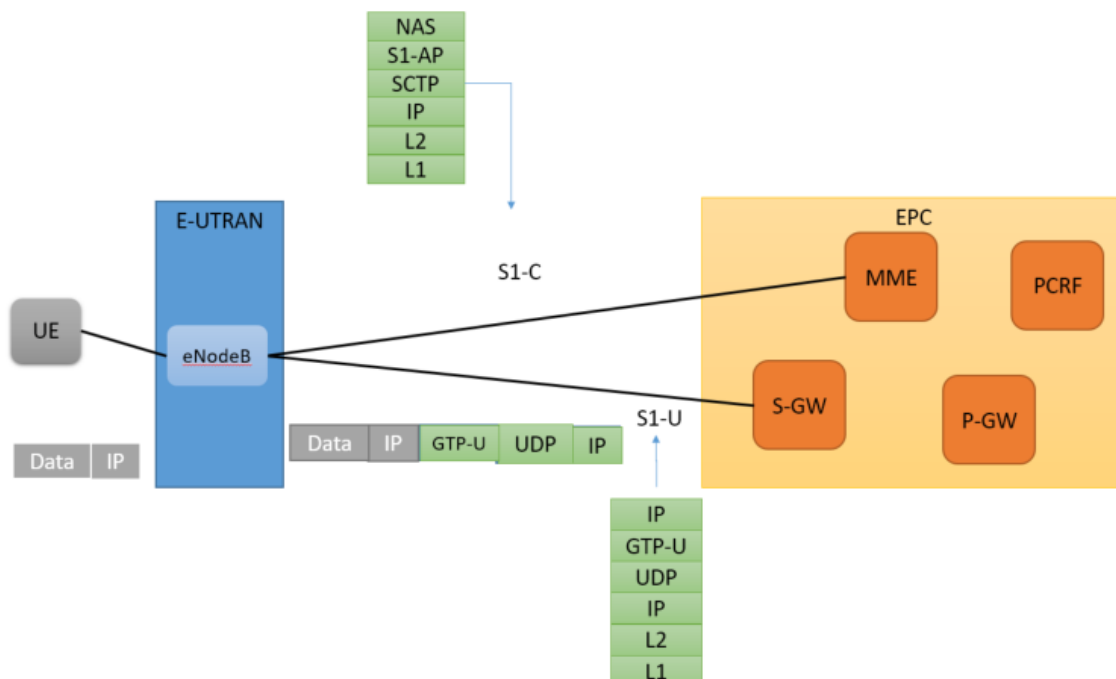 NAS
S1-AP
SCTP
IP
L2
L1
E-UTRAN
EPC
S1-C
MME
PCRF
UE
eNodeB
S-GW
P-GW
S1-U
Data IP GTP-U UDP IP
Data IP
IP
GTP-U
UDP
IP
L2
L1